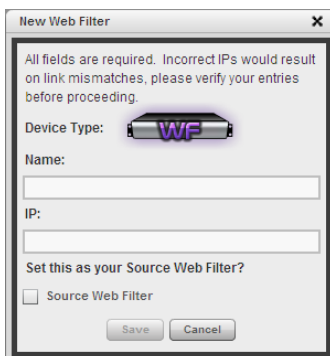 New Web Filter X
All fields are required. Incorrect IPs would result
on link mismatches, please verify your entries
before proceeding.
Device Type: WF
Name:
IP:
Set this as your Source Web Filter?
Source Web Filter
Save Cancel